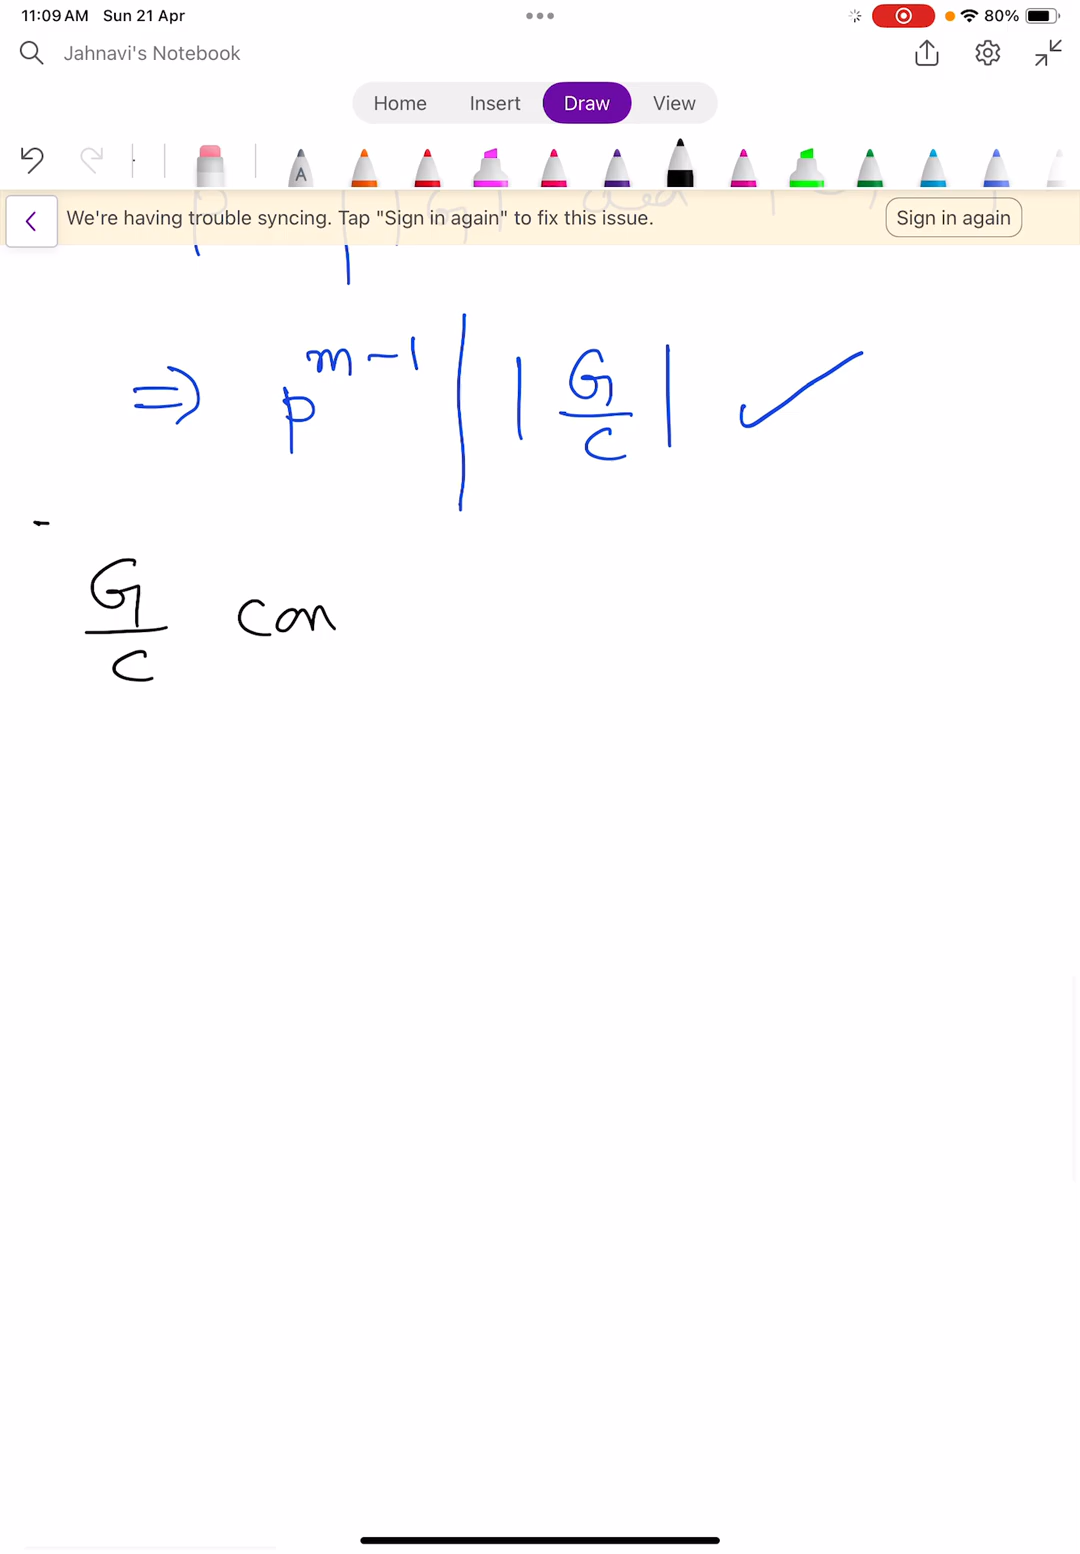 11:09 AM Sun 21 Apr 80%
Jahnavi's Notebook
Home Insert Draw View
A
We're having trouble syncing. Tap "Sign in again" to fix this issue. Sign in again
⇒ p^{m-1} | |G/C| ✓
-
G/C con